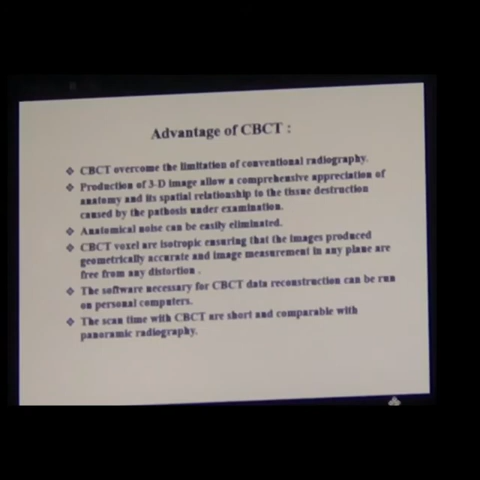 Advantage of CBCT :
❖ CBCT overcome the limitation of conventional radiography.
❖ Production of 3-D image allow a comprehensive appreciation of
anatomy and its spatial relationship to the tissue destruction
caused by the pathosis under examination.
❖ Anatomical noise can be easily eliminated.
❖ CBCT voxel are isotropic ensuring that the images produced
geometrically accurate and image measurement in any plane are
free from any distortion .
❖ The software necessary for CBCT data reconstruction can be run
on personal computers.
❖ The scan time with CBCT are short and comparable with
panoramic radiography.